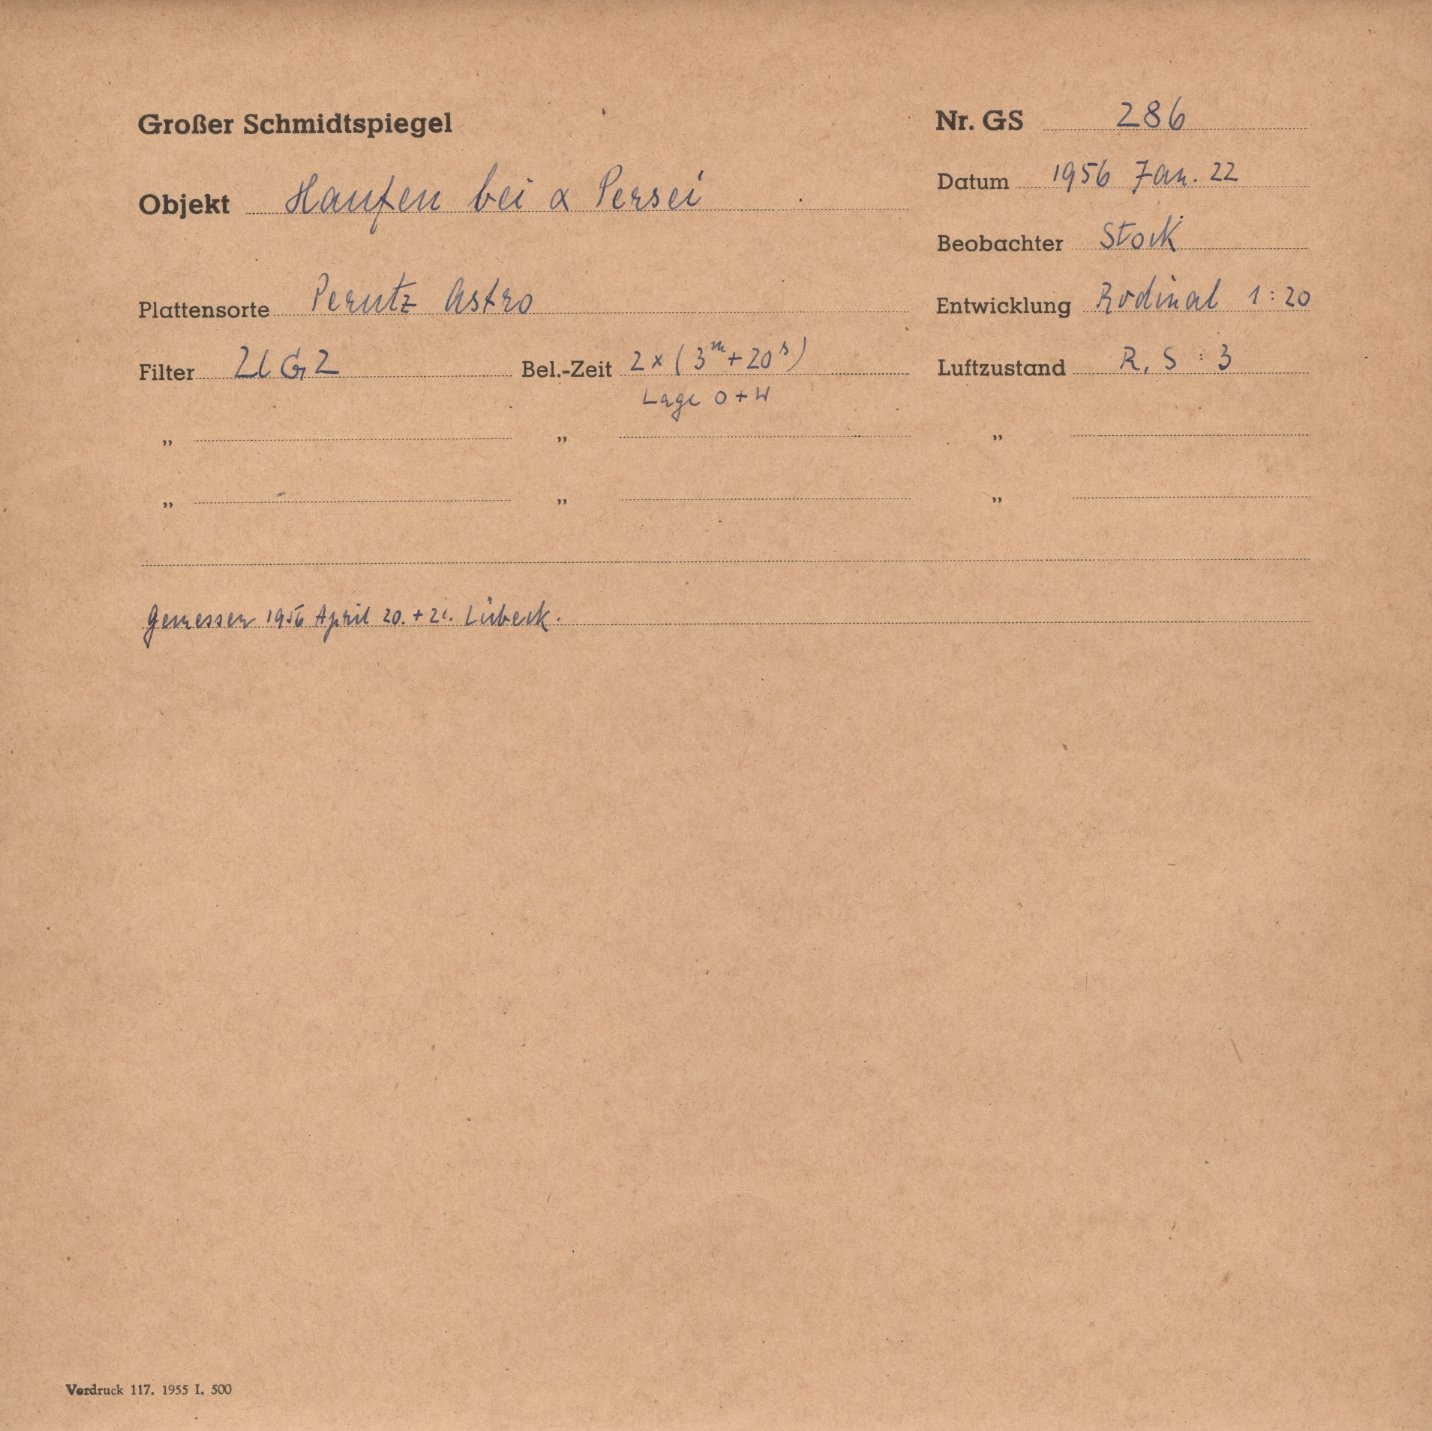 Großer Schmidtspiegel
Nr. GS 286
Objekt Haufen bei α Persei
Datum 1956 Jan. 22
Beobachter Stock
Plattensorte Perutz Astro
Entwicklung Rodinal 1:20
Filter UG2 Bel.-Zeit 2 × (3ᵐ + 20ˢ) Luftzustand R, S : 3
Lage O + W
„ „ „
„ „ „
Gemessen 1956 April 20. + 21. Lübeck.
Vordruck 117. 1955 I. 500